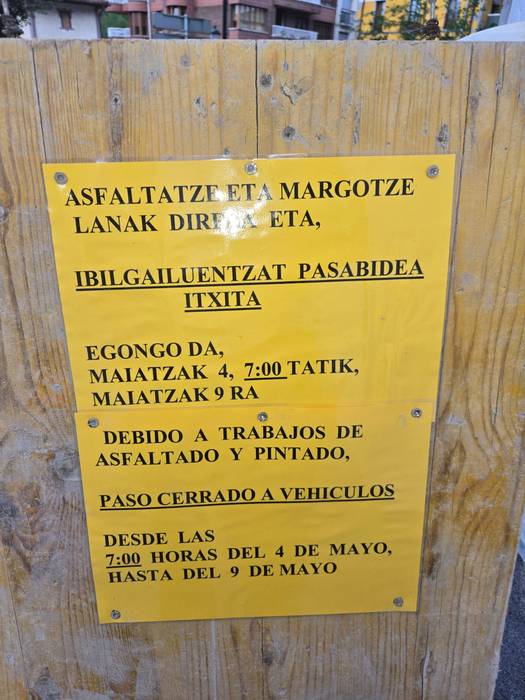 ASFALTATZE ETA MARGOTZE
LANAK DIRELA ETA,
IBILGAILUENTZAT PASABIDEA
ITXITA
EGONGO DA,
MAIATZAK 4, 7:00 TATIK,
MAIATZAK 9 RA
DEBIDO A TRABAJOS DE
ASFALTADO Y PINTADO,
PASO CERRADO A VEHICULOS
DESDE LAS
7:00 HORAS DEL 4 DE MAYO,
HASTA DEL 9 DE MAYO